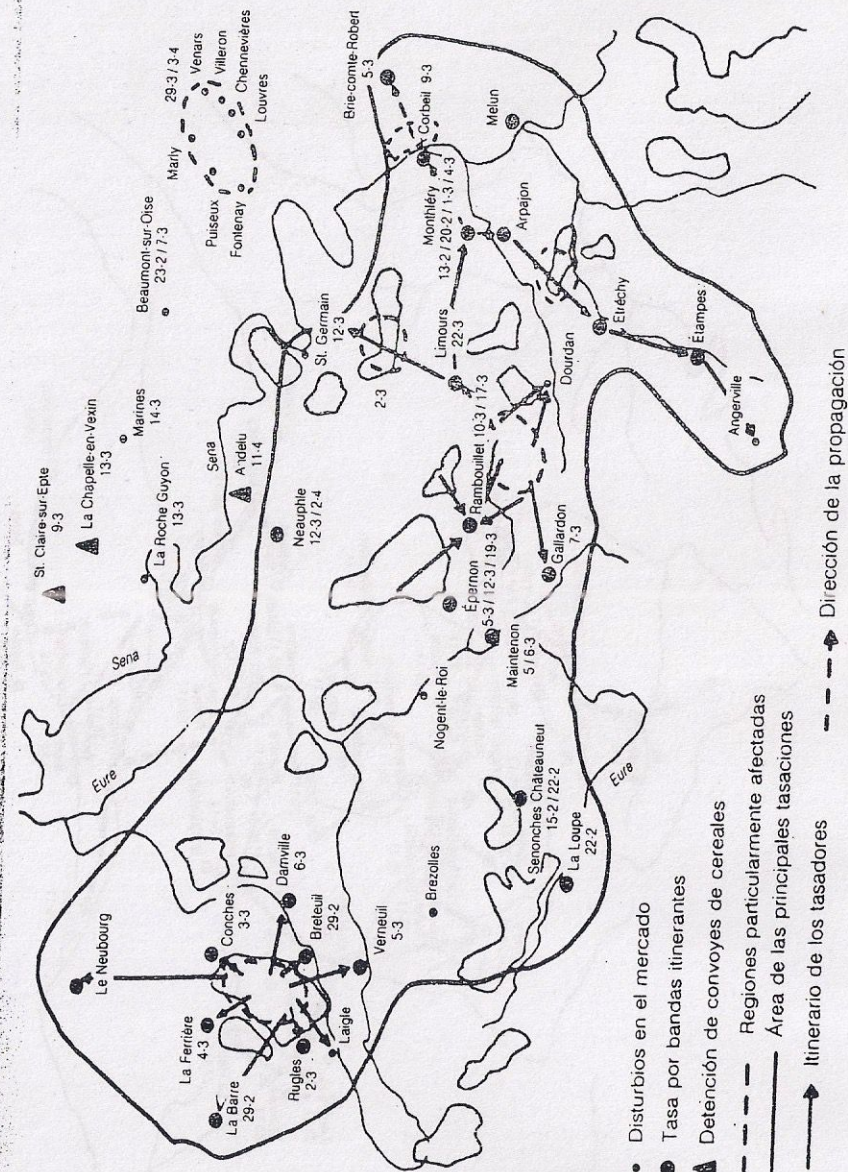 St. Claire-sur-Epte
9-3
La Chapelle-en-Vexin
13-3
Marines
14-3
La Roche Guyon
13-3
Beaumont-sur-Oise
23-2 / 7-3
29-3 / 3-4
Marly
Venars
Villeron
Chennevières
Louvres
Puiseux
Fontenay
Sena
Sena
Andelu
11-4
Neauphle
12-3 / 2-4
St. Germain
12-3
2-3
Brie-comte-Robert
5-3
Corbeil 9-3
Melun
Monthléry
13-2 / 20-2 / 1-3 / 4-3
Arpajon
Limours
22-3
Etréchy
Étampes
Angerville
Dourdan
Rambouillet 10-3 / 17-3
Gallardon
7-3
Épernon
5-3 / 12-3 / 19-3
Maintenon
5 / 6-3
Nogent-le-Roi
Eure
Eure
Senonches Châteauneuf
15-2 / 22-2
La Loupe
22-2
Brezolles
Le Neubourg
Conches
3-3
Damville
6-3
Breteuil
29-2
Verneuil
5-3
La Ferrière
4-3
La Barre
29-2
Rugles
2-3
Laigle
Disturbios en el mercado
Tasa por bandas itinerantes
Detención de convoyes de cereales
Regiones particularmente afectadas
Área de las principales tasaciones
Itinerario de los tasadores
Dirección de la propagación